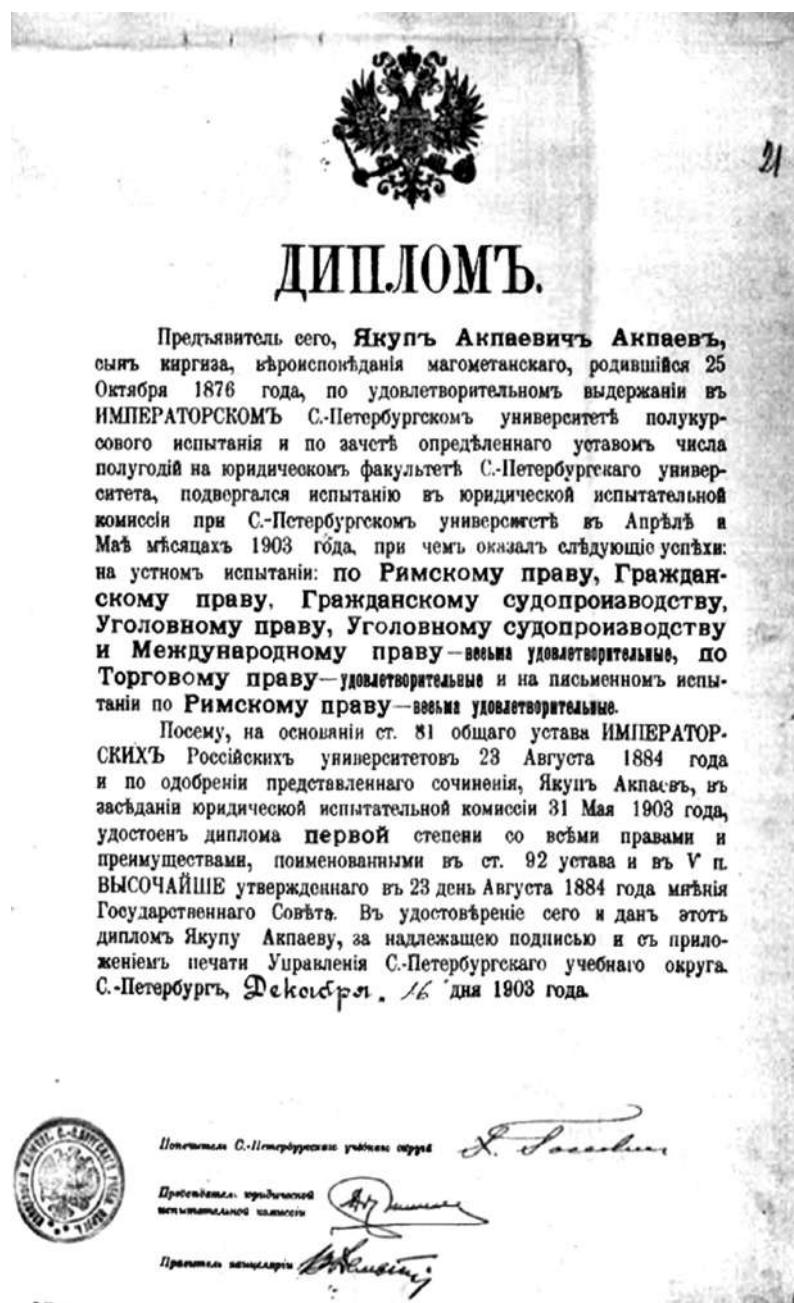 21
ДИПЛОМЪ.
Предъявитель сего, Якупъ Акпаевичъ Акпаевъ,
сынъ киргиза, вѣроисповѣданія магометанскаго, родившійся 25
Октября 1876 года, по удовлетворительномъ выдержаніи въ
ИМПЕРАТОРСКОМЪ С.-Петербургскомъ университетѣ полукур-
сового испытанія и по зачетѣ опредѣленнаго уставомъ числа
полугодій на юридическомъ факультетѣ С.-Петербургскаго универ-
ситета, подвергался испытанію въ юридической испытательной
комиссіи при С.-Петербургскомъ университетѣ въ Апрѣлѣ и
Маѣ мѣсяцахъ 1903 года, при чемъ оказалъ слѣдующіе успѣхи:
на устномъ испытаніи: по Римскому праву, Граждан-
скому праву, Гражданскому судопроизводству,
Уголовному праву, Уголовному судопроизводству
и Международному праву—весьма удовлетворительные, по
Торговому праву—удовлетворительные и на письменномъ испы-
таніи по Римскому праву—весьма удовлетворительные.
Посему, на основаніи ст. 81 общаго устава ИМПЕРАТОР-
СКИХЪ Россійскихъ университетовъ 23 Августа 1884 года
и по одобреніи представленнаго сочиненія, Якупъ Акпаевъ, въ
засѣданіи юридической испытательной комиссіи 31 Мая 1903 года,
удостоенъ диплома первой степени со всѣми правами и
преимуществами, поименованными въ ст. 92 устава и въ V п.
ВЫСОЧАЙШЕ утвержденнаго въ 23 день Августа 1884 года мнѣнія
Государственнаго Совѣта. Въ удостовѣреніе сего и данъ этотъ
дипломъ Якупу Акпаеву, за надлежащею подписью и съ прило-
женіемъ печати Управленія С.-Петербургскаго учебнаго округа.
С.-Петербургъ, Декабря. 16 дня 1903 года.
Попечитель С.-Петербургскаго учебнаго округа
Предсѣдатель юридической
испытательной комиссіи
Правитель канцеляріи